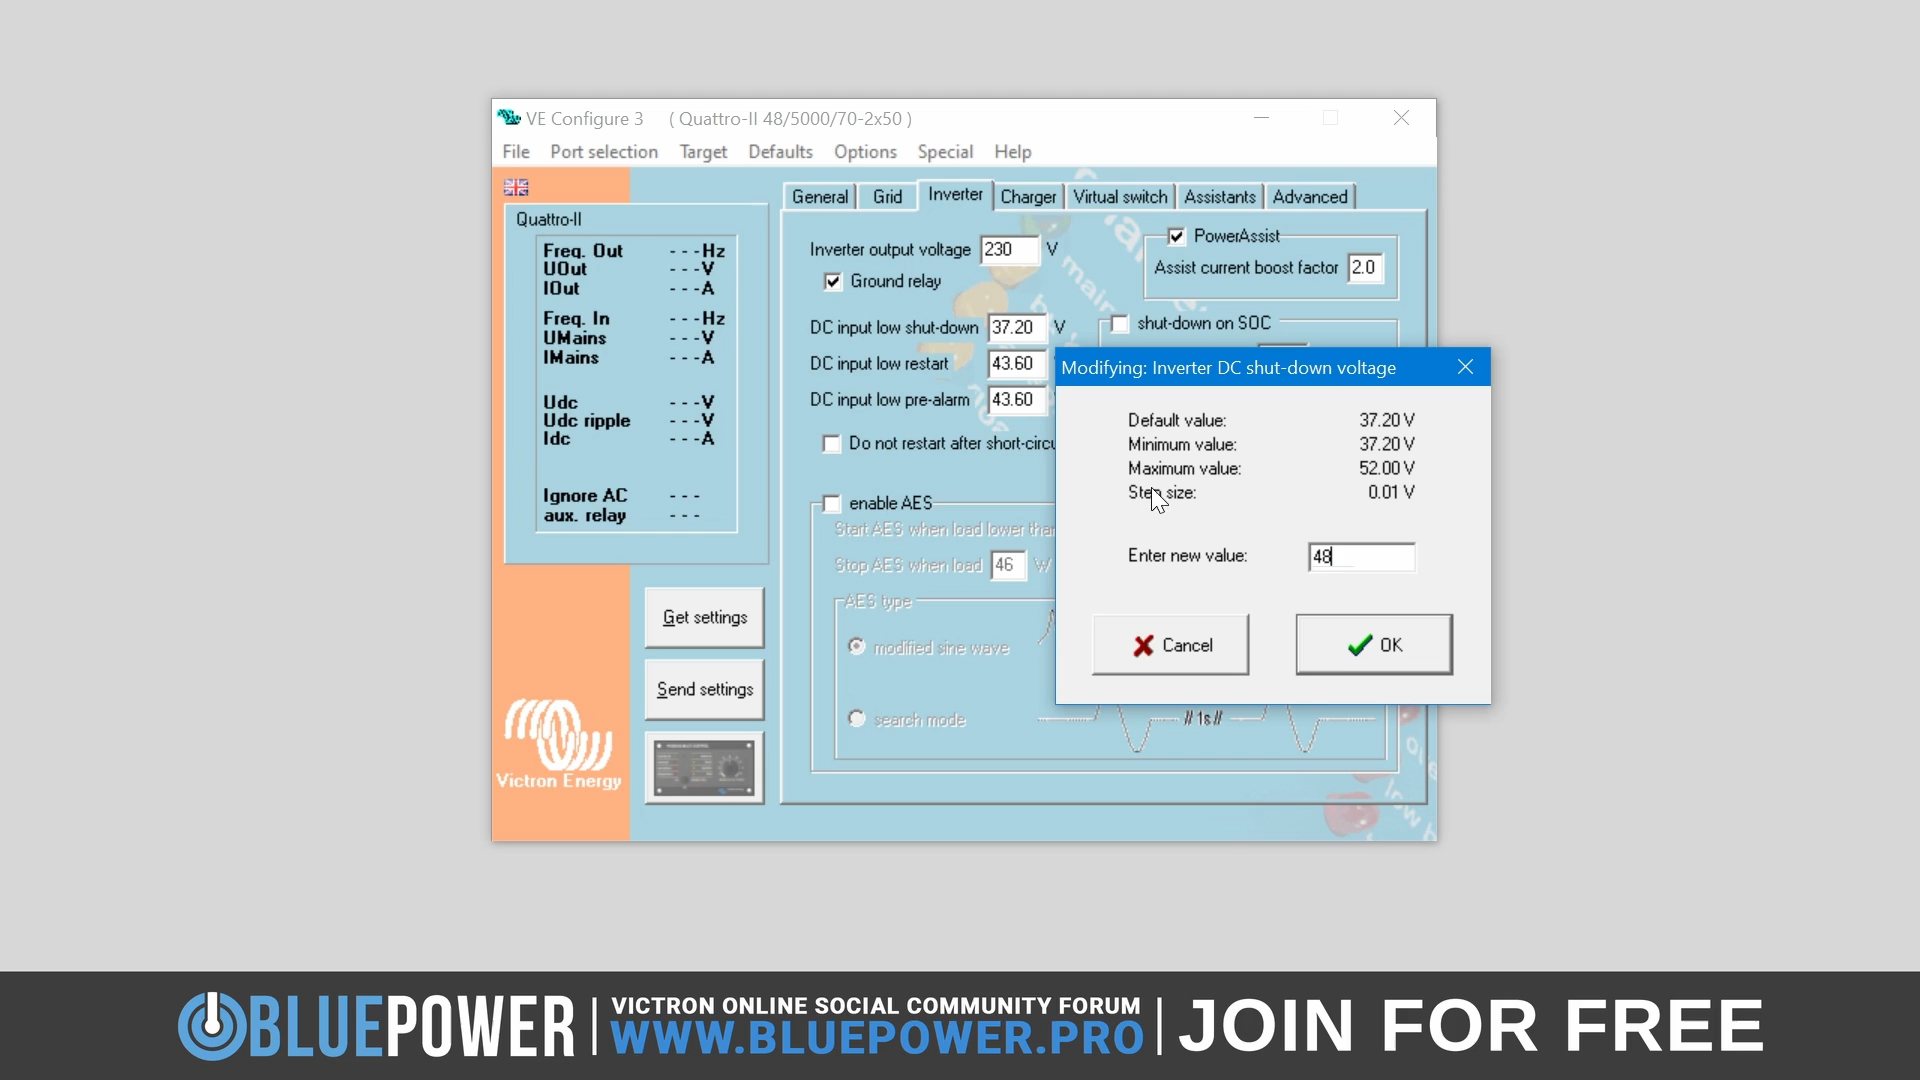 VE Configure 3 ( Quattro-II 48/5000/70-2x50 )
File Port selection Target Defaults Options Special Help
General Grid Inverter Charger Virtual switch Assistants Advanced
Quattro-II
Freq. Out ---Hz
UOut ---V
IOut ---A
Freq. In ---Hz
UMains ---V
IMains ---A
Udc ---V
Udc ripple ---V
Idc ---A
Ignore AC ---
aux. relay ---
Get settings
Send settings
Victron Energy
Inverter output voltage 230 V
Ground relay
PowerAssist
Assist current boost factor 2.0
DC input low shut-down 37.20 V
DC input low restart 43.60
DC input low pre-alarm 43.60
shut-down on SOC
Do not restart after short-circu
enable AES
Start AES when load lower than
Stop AES when load 46 W
AES type
modified sine wave
search mode
// 1s //
Modifying: Inverter DC shut-down voltage
Default value: 37.20 V
Minimum value: 37.20 V
Maximum value: 52.00 V
Step size: 0.01 V
Enter new value: 48
Cancel OK
BLUEPOWER
VICTRON ONLINE SOCIAL COMMUNITY FORUM
WWW.BLUEPOWER.PRO
JOIN FOR FREE